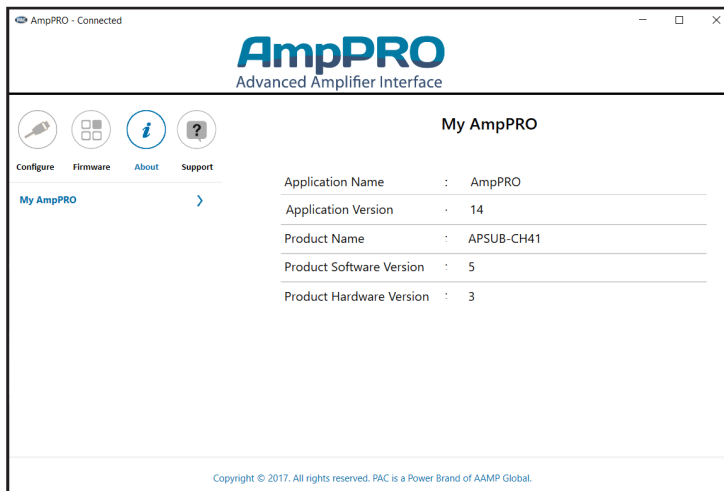 PAC AmpPRO - Connected
AmpPRO
Advanced Amplifier Interface
Configure Firmware About Support
My AmpPRO
My AmpPRO
Application Name : AmpPRO
Application Version : 14
Product Name : APSUB-CH41
Product Software Version : 5
Product Hardware Version : 3
Copyright © 2017. All rights reserved. PAC is a Power Brand of AAMP Global.